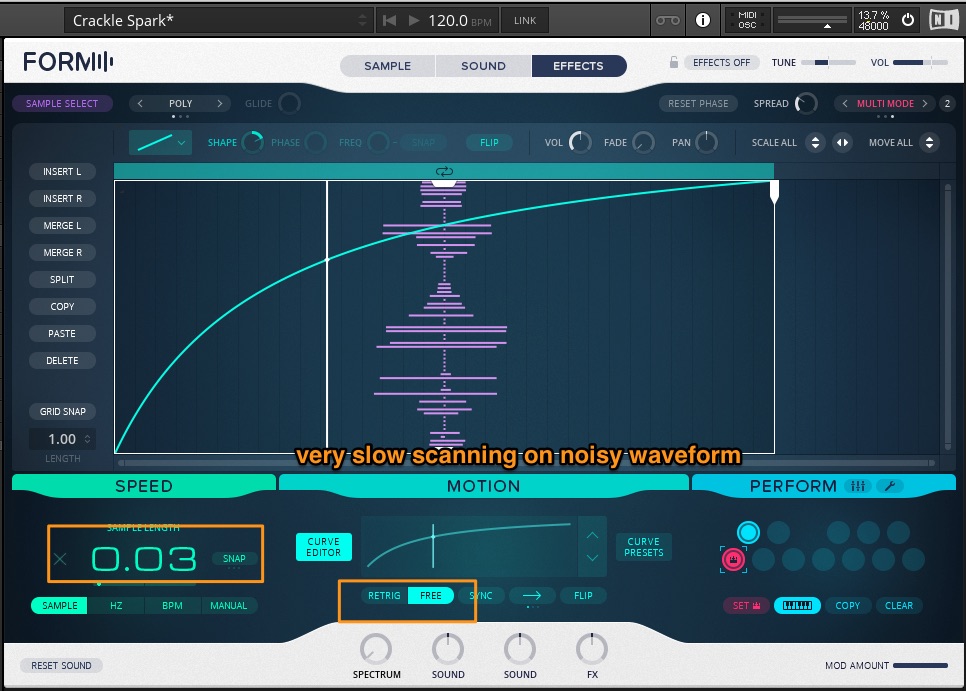 Crackle Spark*
120.0 BPM
LINK
MIDI
OSC
13.7 %
48000
NI
FORM
SAMPLE SOUND EFFECTS
EFFECTS OFF TUNE VOL
SAMPLE SELECT POLY GLIDE RESET PHASE SPREAD MULTI MODE 2
SHAPE PHASE FREQ SNAP FLIP VOL FADE PAN SCALE ALL MOVE ALL
INSERT L
INSERT R
MERGE L
MERGE R
SPLIT
COPY
PASTE
DELETE
GRID SNAP
1.00
LENGTH
very slow scanning on noisy waveform
SPEED MOTION PERFORM
SAMPLE LENGTH
0.03 SNAP
SAMPLE HZ BPM MANUAL
CURVE
EDITOR
CURVE
PRESETS
RETRIG FREE SYNC FLIP
SET COPY CLEAR
RESET SOUND
SPECTRUM SOUND SOUND FX
MOD AMOUNT